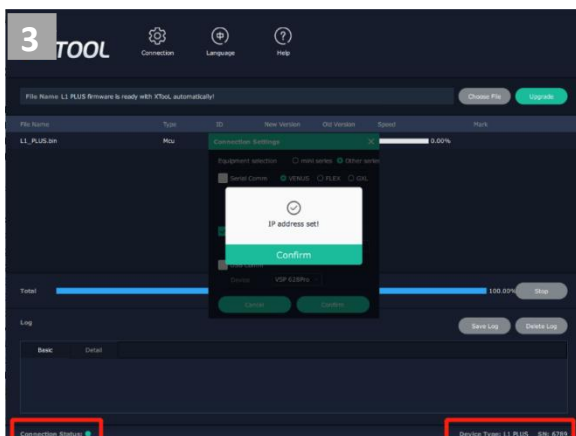 3
TOOL
Connection Language Help
File Name L1 PLUS firmware is ready with XTool automatically!
Choose File Upgrade
File Name Type ID New Version Old Version Speed Mark
L1_PLUS.bin Mcu 0.00%
Connection Settings X
Equipment selection mini series Other series
Serial Comm VENUS FLEX GXL
IP address set!
Confirm
Device VSP 628Pro
Cancel Confirm
Total 100.00% Stop
Log Save Log Delete Log
Basic Detail
Connection Status: Device Type: L1 PLUS SN: 6789